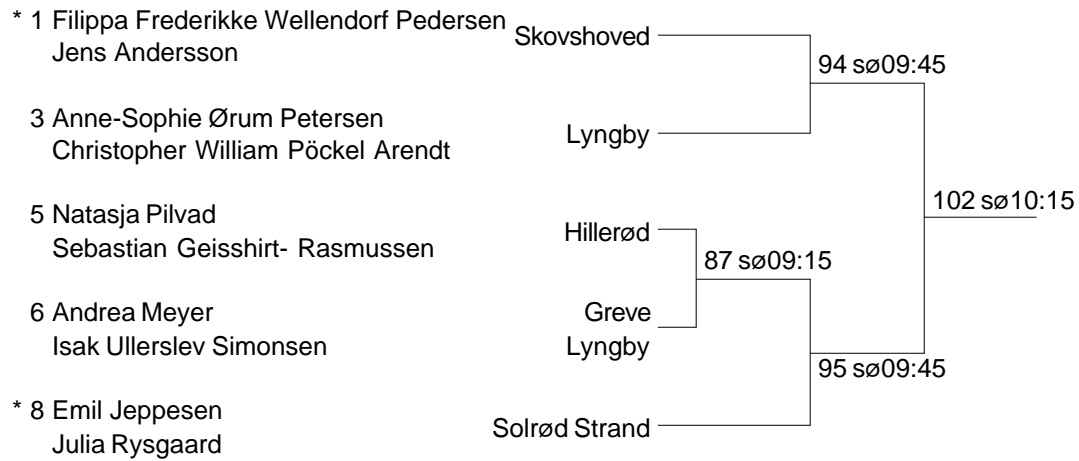 * 1 Filippa Frederikke Wellendorf Pedersen Skovshoved
Jens Andersson
94 sø09:45
3 Anne-Sophie Ørum Petersen Lyngby
Christopher William Pöckel Arendt
102 sø10:15
5 Natasja Pilvad Hillerød
Sebastian Geisshirt- Rasmussen
87 sø09:15
6 Andrea Meyer Greve
Isak Ullerslev Simonsen Lyngby
95 sø09:45
* 8 Emil Jeppesen Solrød Strand
Julia Rysgaard